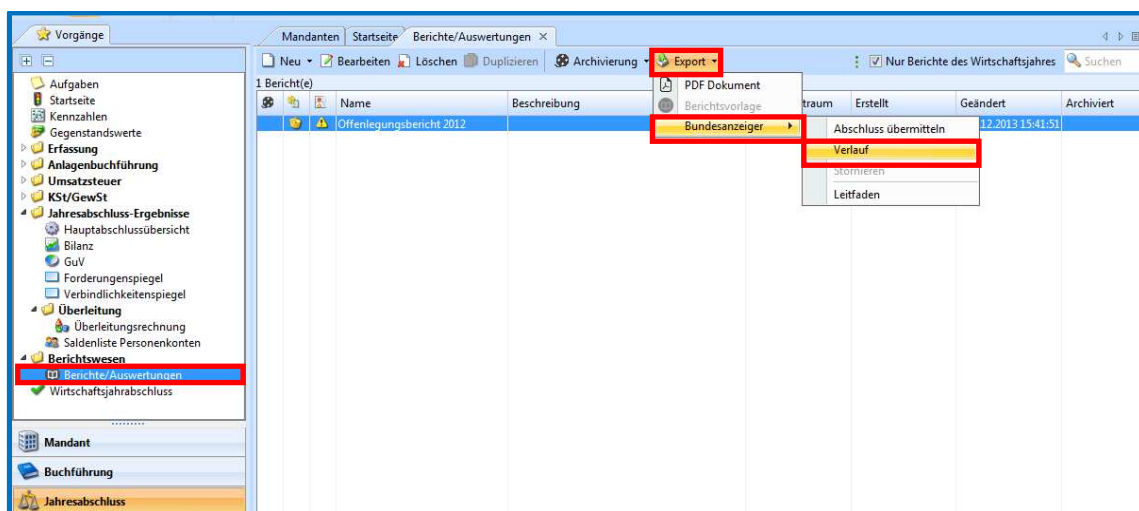 Vorgänge
Mandanten Startseite Berichte/Auswertungen
Neu Bearbeiten Löschen Duplizieren Archivierung Export Nur Berichte des Wirtschaftsjahres Suchen
1 Bericht(e)
Name Beschreibung traum Erstellt Geändert Archiviert
Offenlegungsbericht 2012 12.2013 15:41:51
PDF Dokument
Berichtsvorlage
Bundesanzeiger
Abschluss übermitteln
Verlauf
Stornieren
Leitfaden
Aufgaben
Startseite
Kennzahlen
Gegenstandswerte
Erfassung
Anlagenbuchführung
Umsatzsteuer
KSt/GewSt
Jahresabschluss-Ergebnisse
Hauptabschlussübersicht
Bilanz
GuV
Forderungenspiegel
Verbindlichkeitenspiegel
Überleitung
Überleitungsrechnung
Saldenliste Personenkonten
Berichtswesen
Berichte/Auswertungen
Wirtschaftsjahrabschluss
Mandant
Buchführung
Jahresabschluss